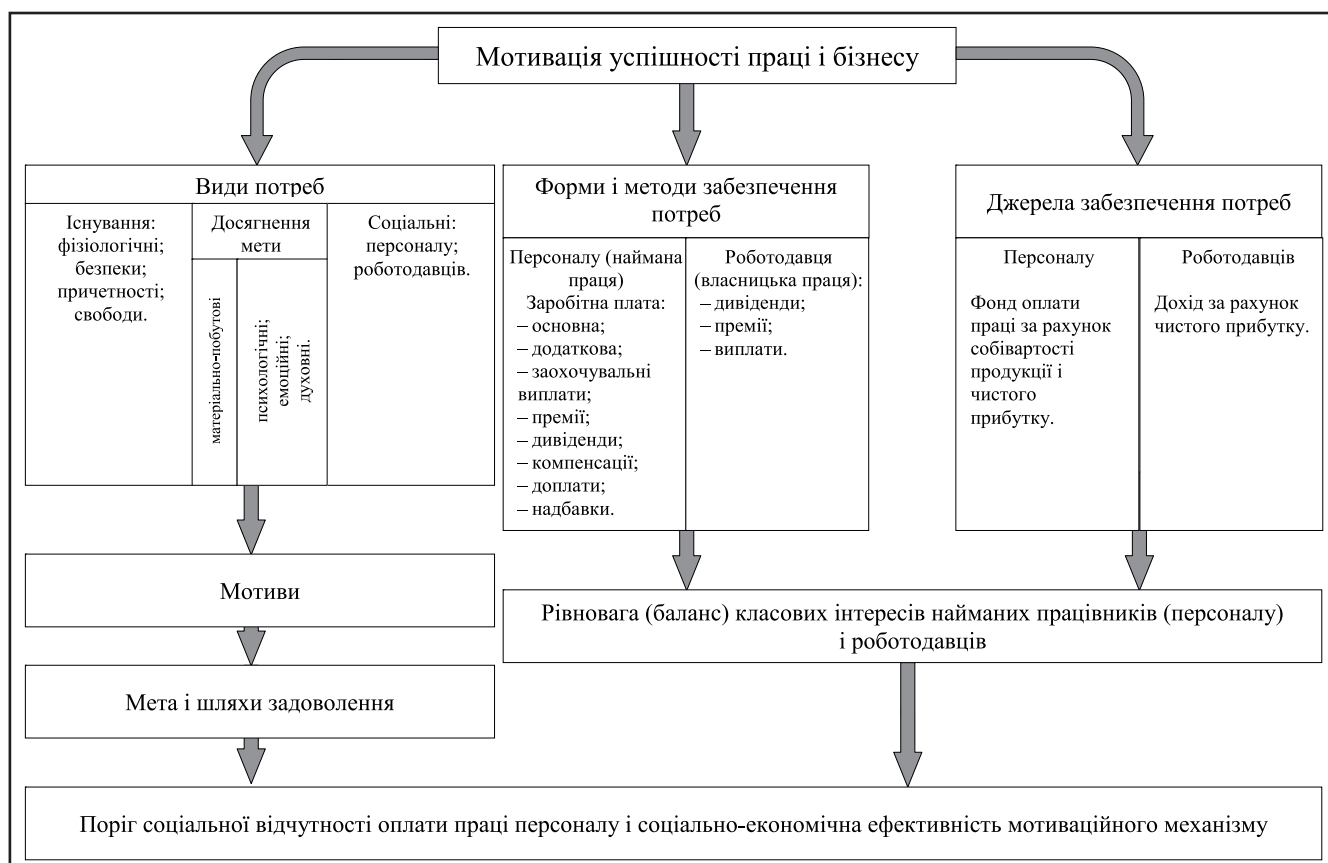 Мотивація успішності праці і бізнесу
Види потреб
Існування:
фізіологічні;
безпеки;
причетності;
свободи.
Досягнення
мети
матеріально-побутові
психологічні;
емоційні;
духовні.
Соціальні:
персоналу;
роботодавців.
Форми і методи забезпечення
потреб
Персоналу (наймана
праця)
Заробітна плата:
– основна;
– додаткова;
– заохочувальні
виплати;
– премії;
– дивіденди;
– компенсації;
– доплати;
– надбавки.
Роботодавця
(власницька праця):
– дивіденди;
– премії;
– виплати.
Джерела забезпечення потреб
Персоналу
Фонд оплати
праці за рахунок
собівартості
продукції і
чистого
прибутку.
Роботодавців
Дохід за рахунок
чистого прибутку.
Мотиви
Мета і шляхи задоволення
Рівновага (баланс) класових інтересів найманих працівників (персоналу)
і роботодавців
Поріг соціальної відчутності оплати праці персоналу і соціально-економічна ефективність мотиваційного механізму